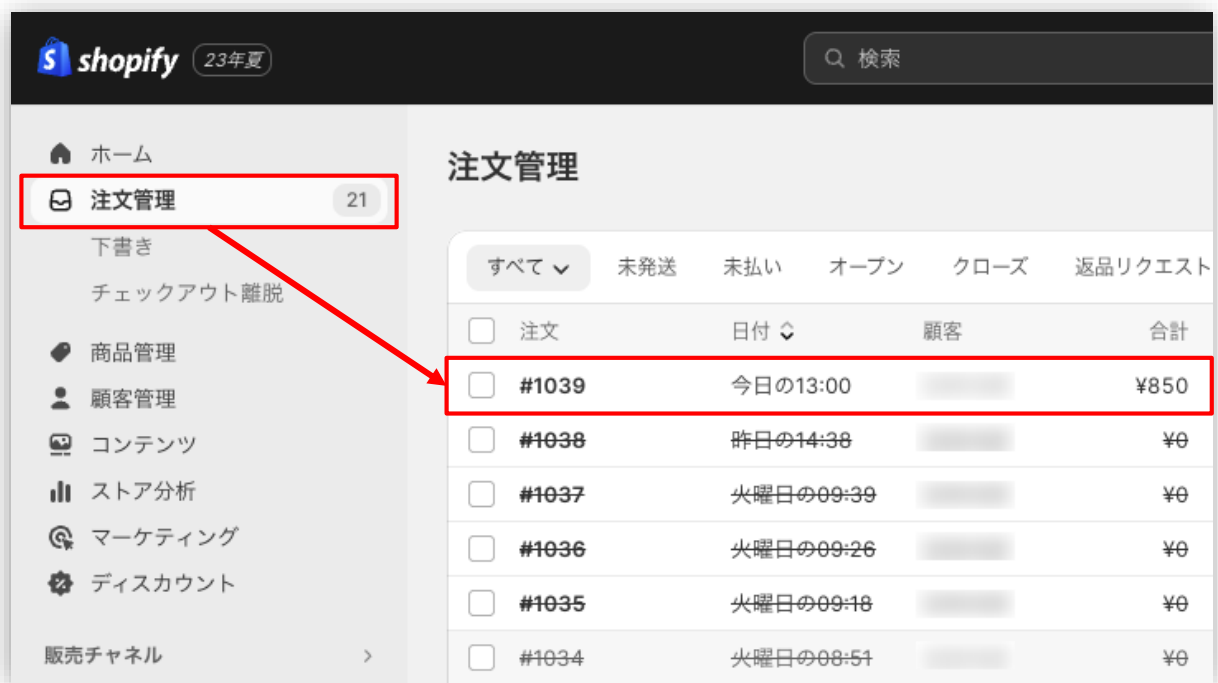 shopify 23年夏
検索
ホーム
注文管理 21
下書き
チェックアウト離脱
商品管理
顧客管理
コンテンツ
ストア分析
マーケティング
ディスカウント
販売チャネル
注文管理
すべて 未発送 未払い オープン クローズ 返品リクエスト
注文 日付 顧客 合計
#1039 今日の13:00 ¥850
#1038 昨日の14:38 ¥0
#1037 火曜日の09:39 ¥0
#1036 火曜日の09:26 ¥0
#1035 火曜日の09:18 ¥0
#1034 火曜日の08:51 ¥0